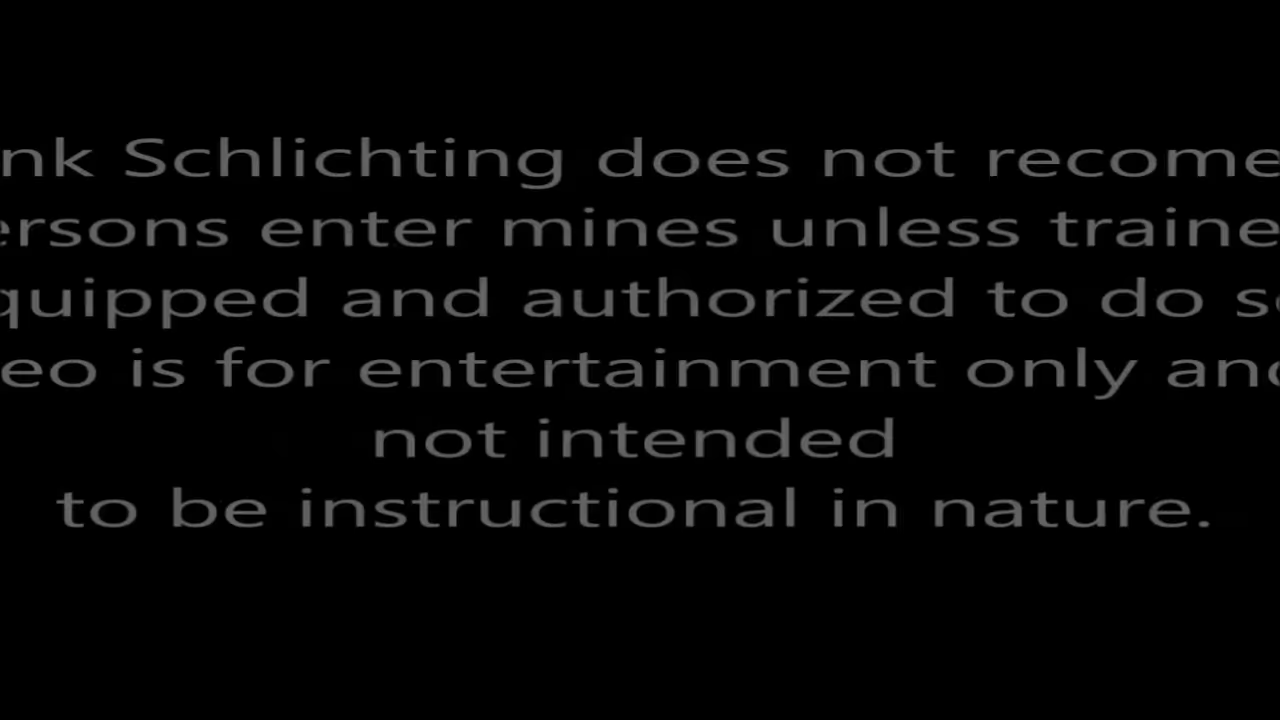 nk Schlichting does not recome
ersons enter mines unless traine
quipped and authorized to do s
eo is for entertainment only an
not intended
to be instructional in nature.